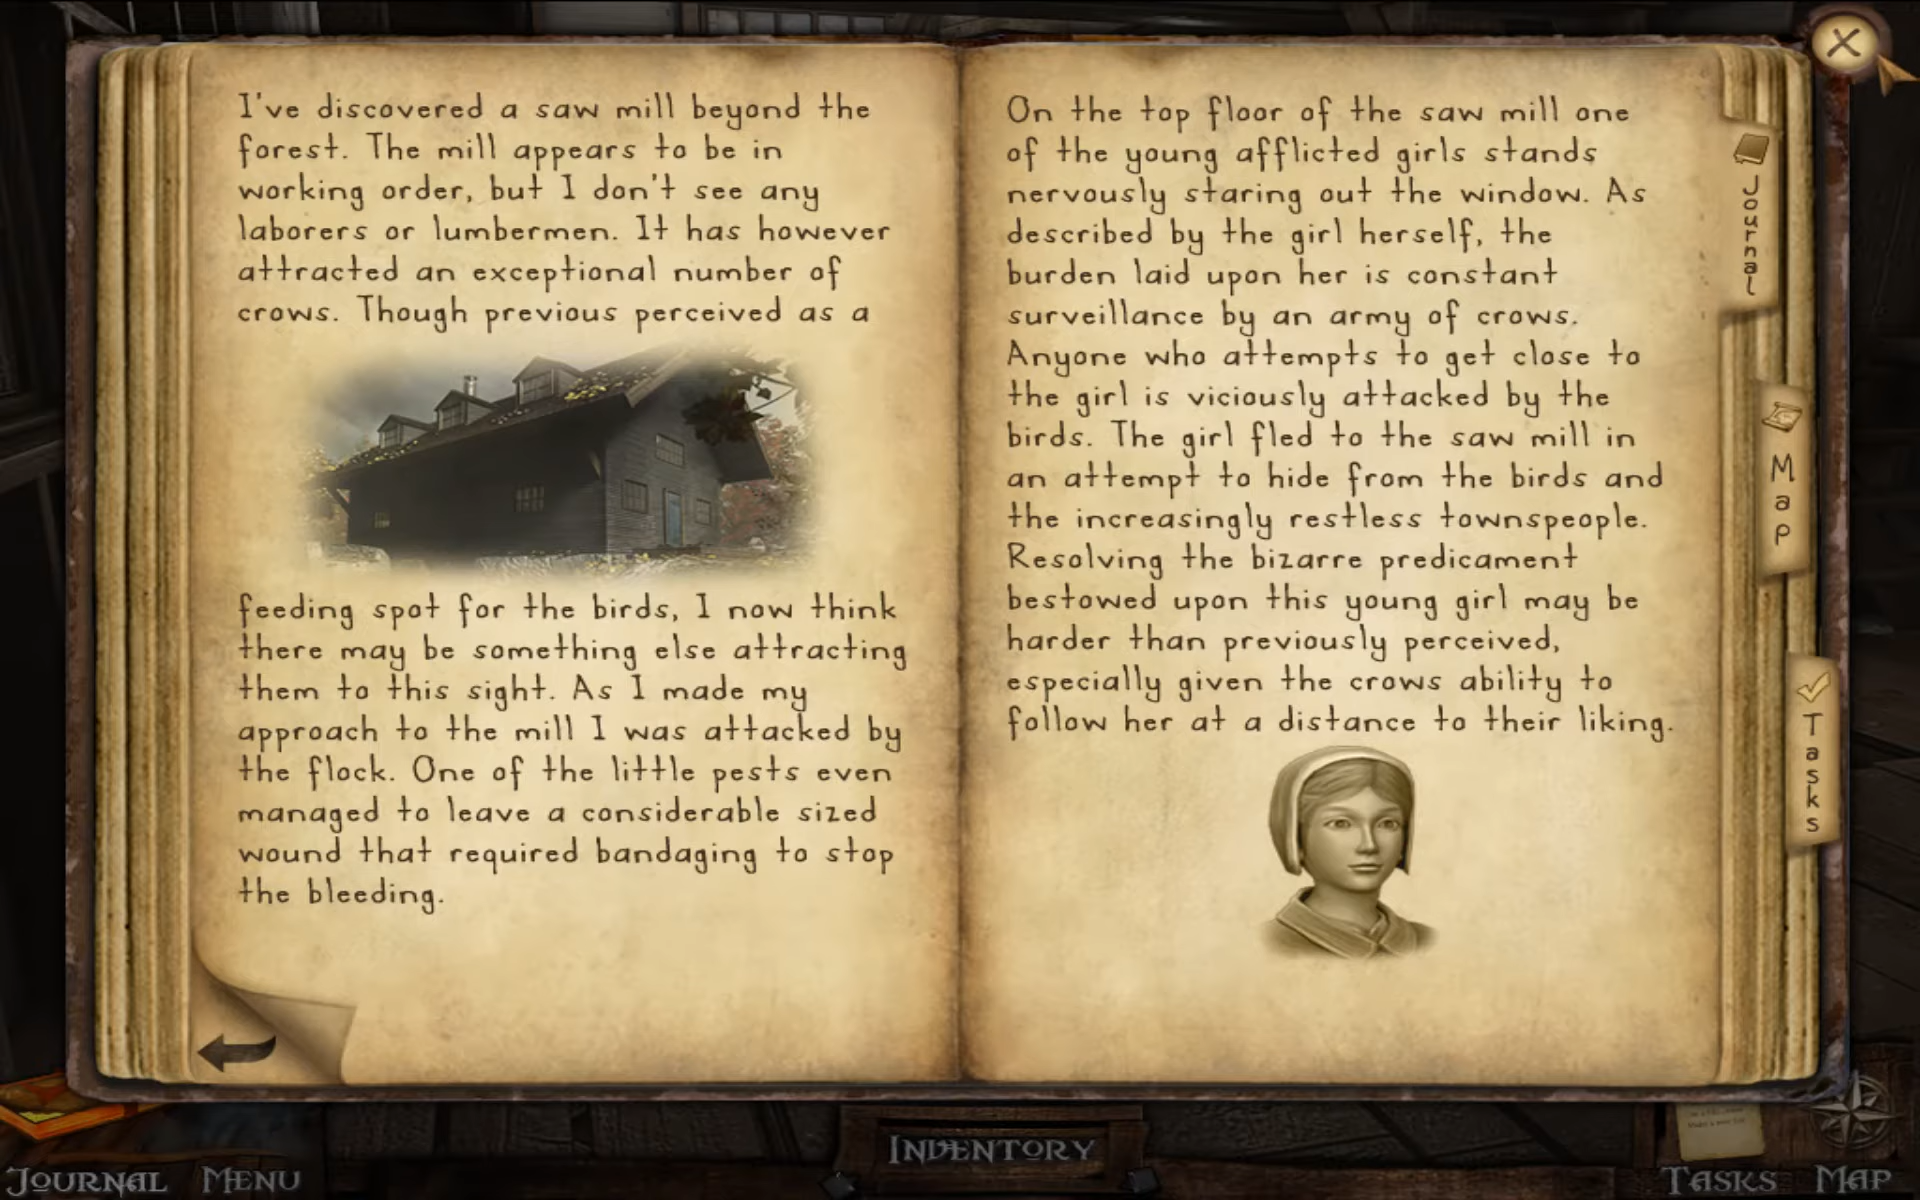 I've discovered a saw mill beyond the
forest. The mill appears to be in
working order, but I don't see any
laborers or lumbermen. It has however
attracted an exceptional number of
crows. Though previous perceived as a
feeding spot for the birds, I now think
there may be something else attracting
them to this sight. As I made my
approach to the mill I was attacked by
the flock. One of the little pests even
managed to leave a considerable sized
wound that required bandaging to stop
the bleeding.
On the top floor of the saw mill one
of the young afflicted girls stands
nervously staring out the window. As
described by the girl herself, the
burden laid upon her is constant
surveillance by an army of crows.
Anyone who attempts to get close to
the girl is viciously attacked by the
birds. The girl fled to the saw mill in
an attempt to hide from the birds and
the increasingly restless townspeople.
Resolving the bizarre predicament
bestowed upon this young girl may be
harder than previously perceived,
especially given the crows ability to
follow her at a distance to their liking.
Journal
Map
Tasks
JOURNAL
MENU
INVENTORY
TASKS
MAP